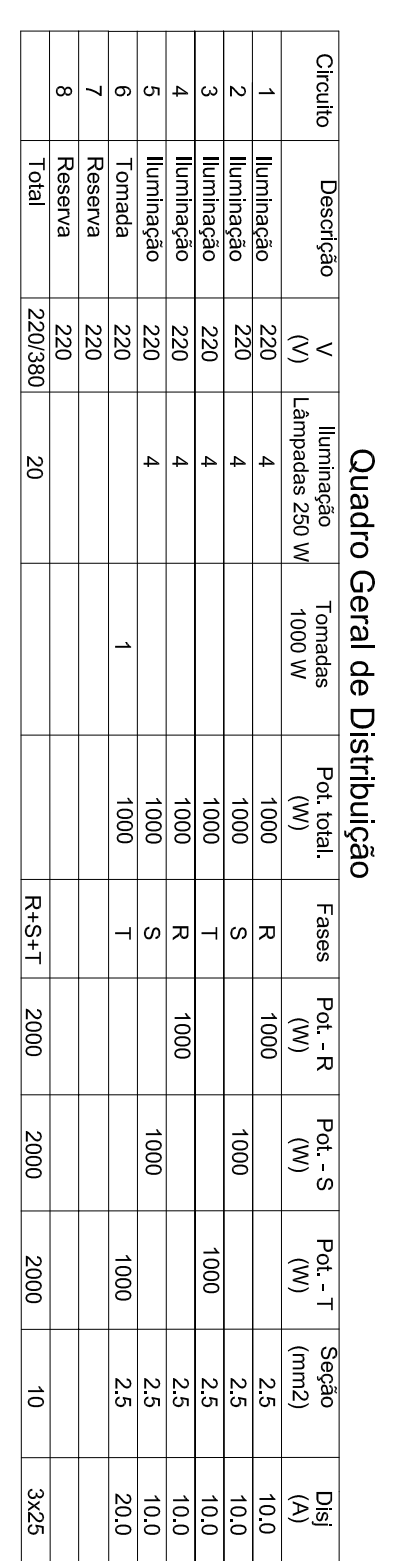 Quadro Geral de Distribuição
Circuito Descrição V (V) Iluminação Lâmpadas 250 W Tomadas 1000 W Pot. total. (W) Fases Pot. - R (W) Pot. - S (W) Pot. - T (W) Seção (mm2) Disj (A)
1 Iluminação 220 4 1000 R 1000 2.5 10.0
2 Iluminação 220 4 1000 S 1000 2.5 10.0
3 Iluminação 220 4 1000 T 1000 2.5 10.0
4 Iluminação 220 4 1000 R 1000 2.5 10.0
5 Iluminação 220 4 1000 S 1000 2.5 10.0
6 Tomada 220 1 1000 T 1000 2.5 20.0
7 Reserva 220
8 Reserva 220
Total 220/380 20 R+S+T 2000 2000 2000 10 3x25